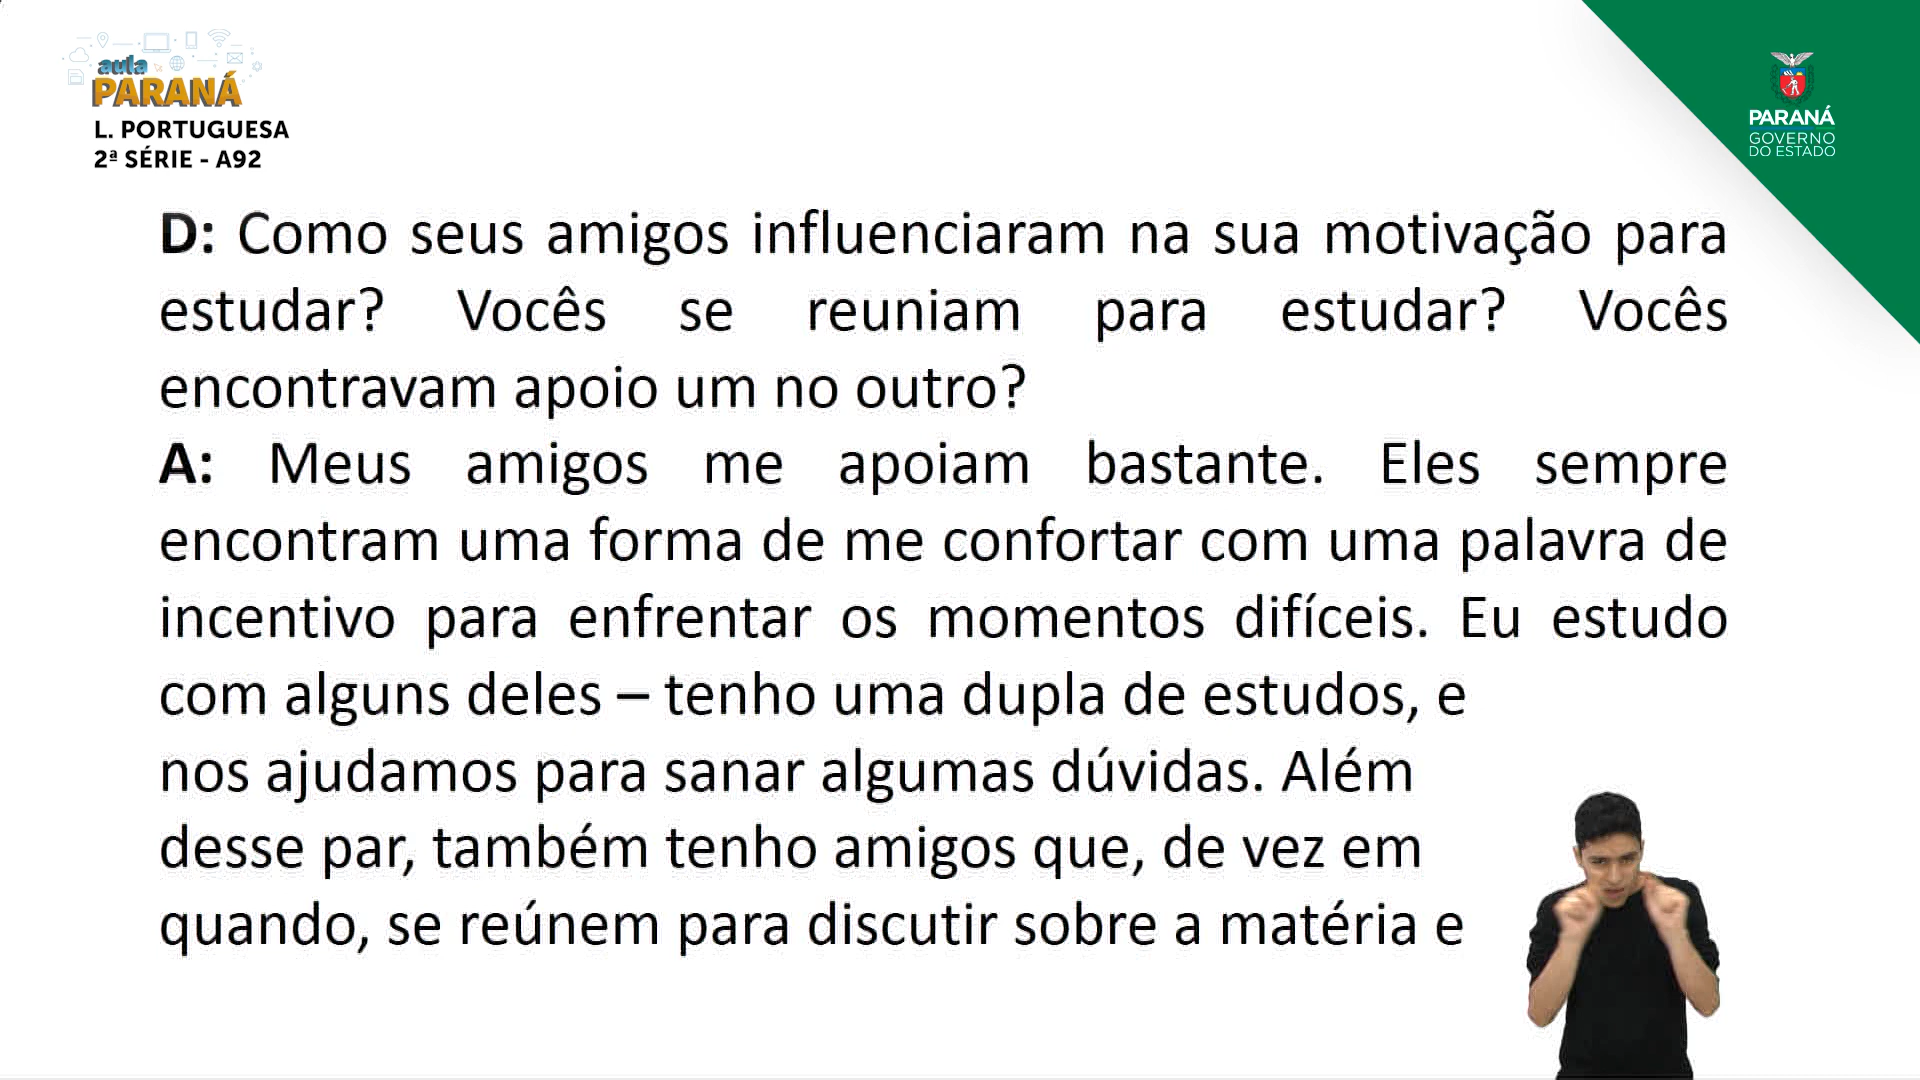 aula
PARANÁ
L. PORTUGUESA
2ª SÉRIE - A92
PARANÁ
GOVERNO
DO ESTADO
D: Como seus amigos influenciaram na sua motivação para
estudar? Vocês se reuniam para estudar? Vocês
encontravam apoio um no outro?
A: Meus amigos me apoiam bastante. Eles sempre
encontram uma forma de me confortar com uma palavra de
incentivo para enfrentar os momentos difíceis. Eu estudo
com alguns deles – tenho uma dupla de estudos, e
nos ajudamos para sanar algumas dúvidas. Além
desse par, também tenho amigos que, de vez em
quando, se reúnem para discutir sobre a matéria e